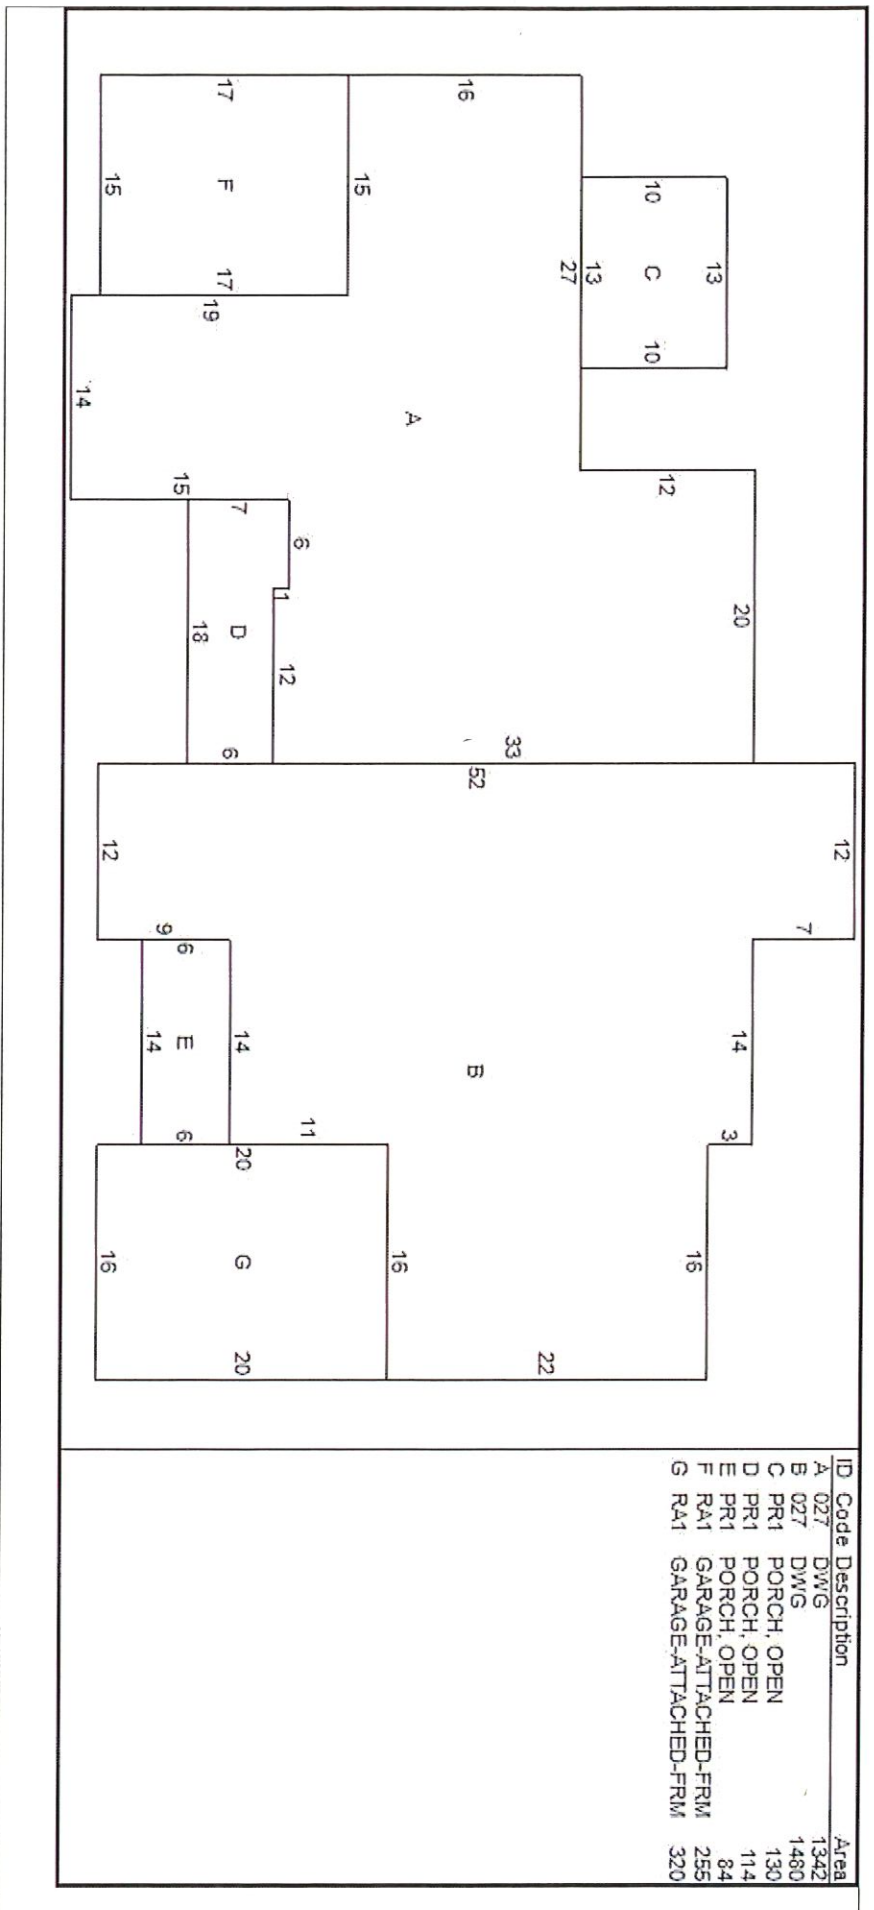 12
7
20
14
3
13
16
12
10 C 10
13
27
22
33
52
B
16
A
16
15
11
6
12
1
7 D
14
20 G 20
17 F 17
6
19
18
15
6 E 6
9
14
15
12
16
14
ID Code Description Area
A 027 DWG 1342
B 027 DWG 1480
C PR1 PORCH, OPEN 130
D PR1 PORCH, OPEN 114
E PR1 PORCH, OPEN 84
F RA1 GARAGE-ATTACHED-FRM 255
G RA1 GARAGE-ATTACHED-FRM 320